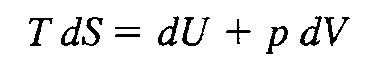 T dS = dU + p dV